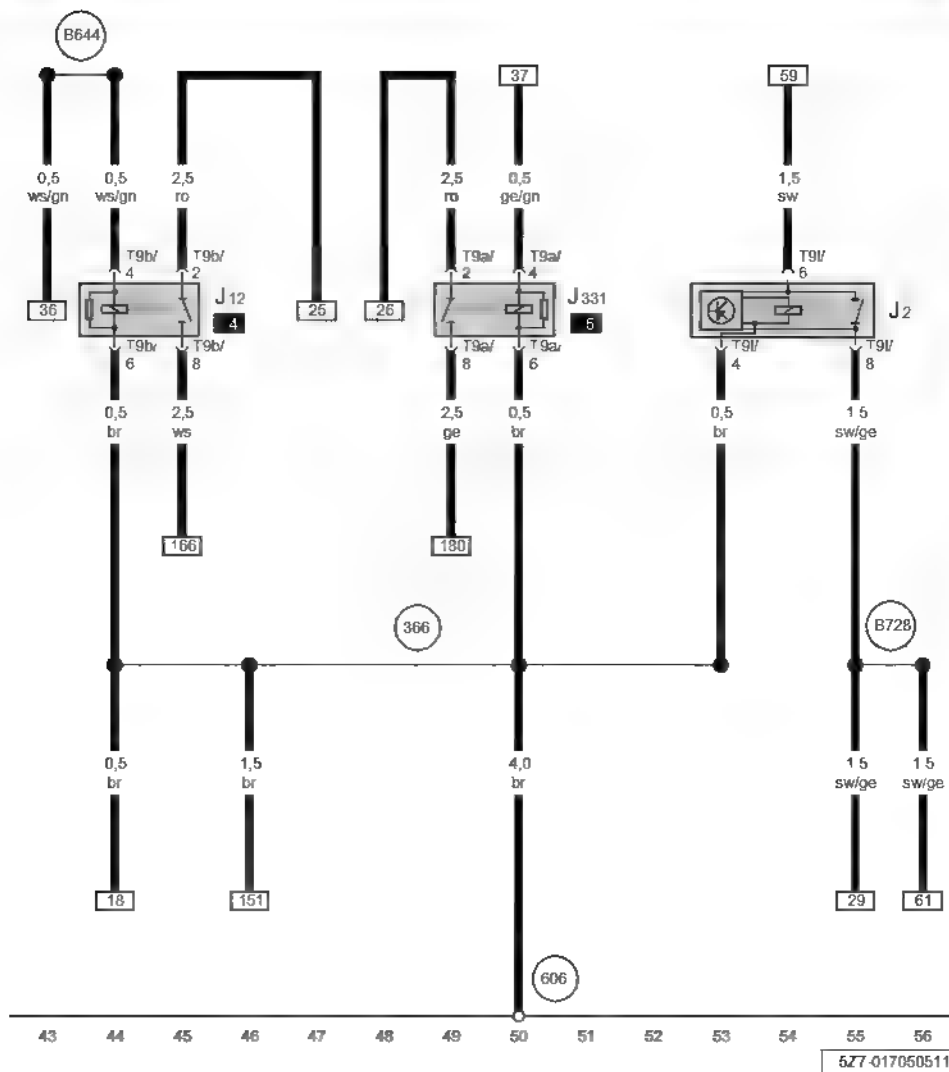 B644
37
59
0,5
ws/gn
0,5
ws/gn
2,5
ro
2,5
ro
0,5
ge/gn
1,5
sw
T9b/
4
T9b/
2
T9a/
2
T9a/
4
T9l/
6
36
J12
4
25
26
J331
5
J2
T9b/
6
T9b/
8
T9a/
8
T9a/
6
T9l/
4
T9l/
8
0,5
br
2,5
ws
2,5
ge
0,5
br
0,5
br
1 5
sw/ge
166
180
366
B728
0,5
br
1,5
br
4,0
br
1 5
sw/ge
1 5
sw/ge
18
151
29
61
606
43 44 45 46 47 48 49 50 51 52 53 54 55 56
5Z7-017050511